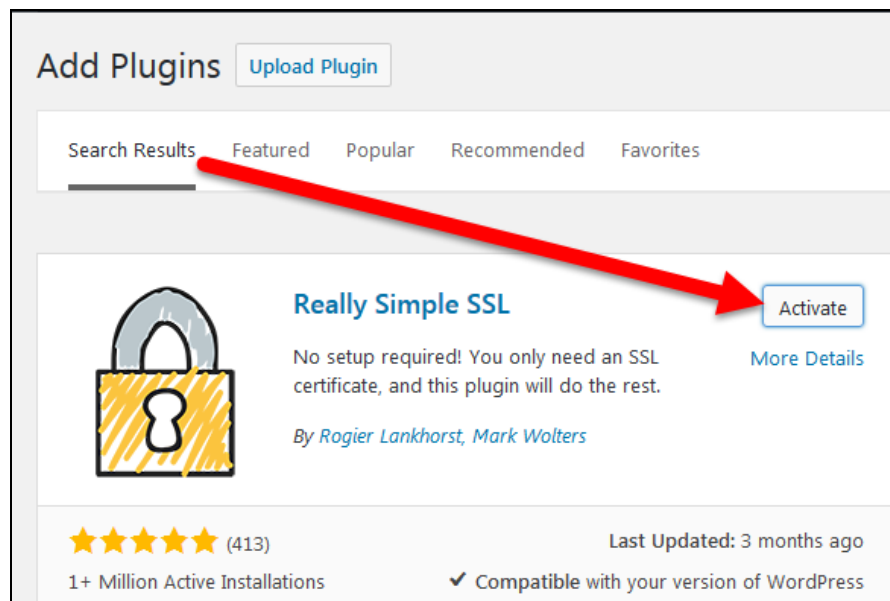 Add Plugins Upload Plugin
Search Results Featured Popular Recommended Favorites
Really Simple SSL Activate
No setup required! You only need an SSL More Details
certificate, and this plugin will do the rest.
By Rogier Lankhorst, Mark Wolters
(413) Last Updated: 3 months ago
1+ Million Active Installations ✔ Compatible with your version of WordPress